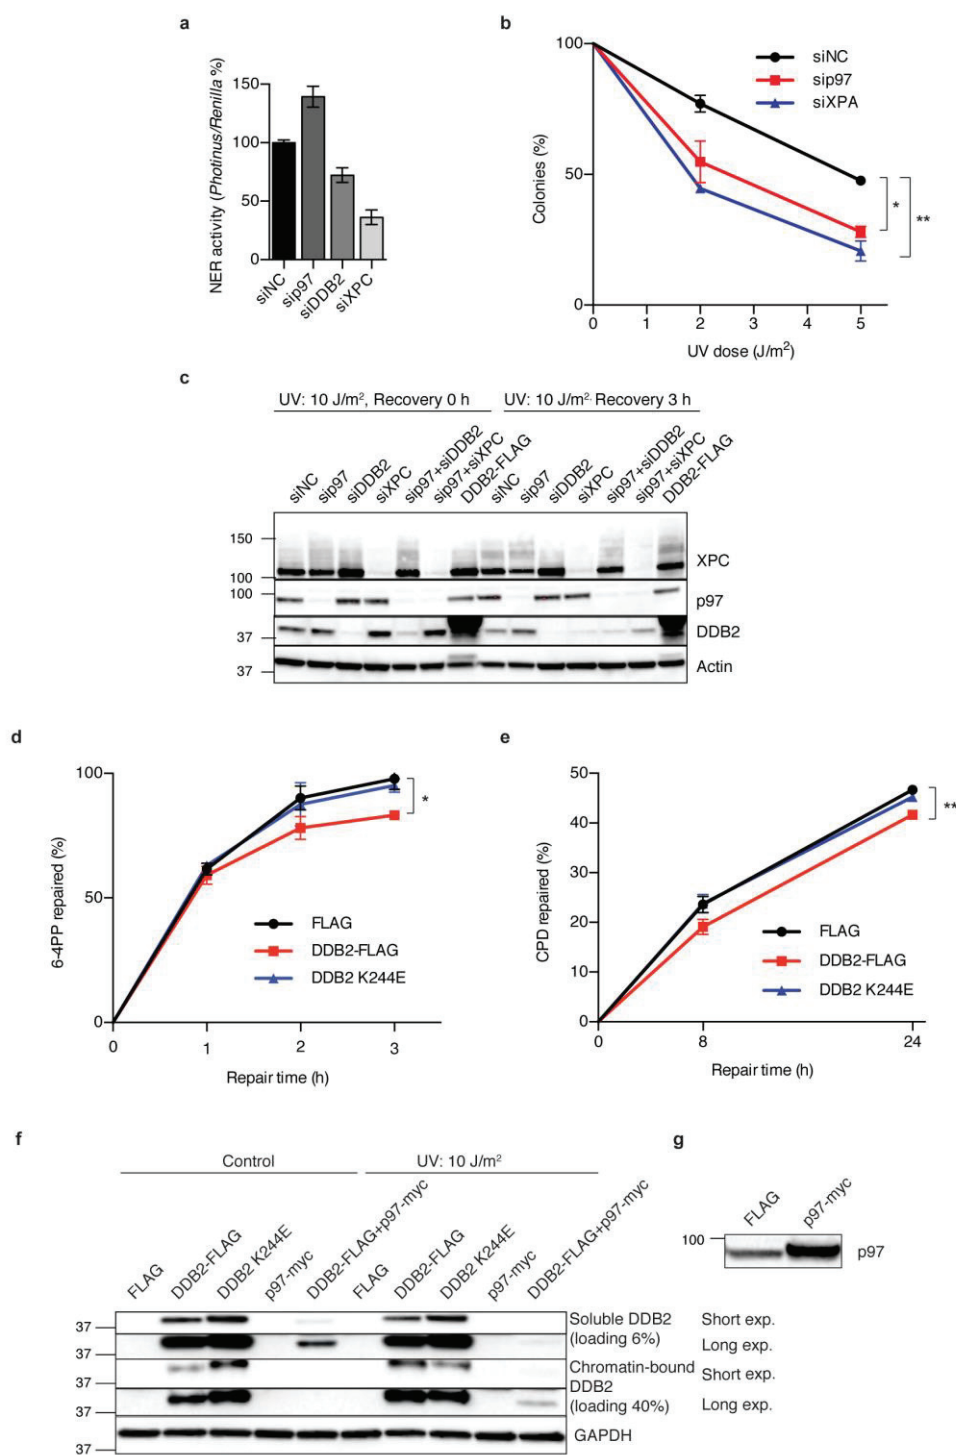 a
NER activity (Photinus/Renilla %)
150
100
50
0
siNC
sip97
siDDB2
siXPC
b
Colonies (%)
100
50
0
0 1 2 3 4 5
UV dose (J/m²)
siNC
sip97
siXPA
*
**
c
UV: 10 J/m², Recovery 0 h
UV: 10 J/m², Recovery 3 h
siNC
sip97
siDDB2
siXPC
sip97+siDDB2
sip97+siXPC
DDB2-FLAG
siNC
sip97
siDDB2
siXPC
sip97+siDDB2
sip97+siXPC
DDB2-FLAG
150
XPC
100
100
p97
37
DDB2
37
Actin
d
6-4PP repaired (%)
100
50
0
0 1 2 3
Repair time (h)
FLAG
DDB2-FLAG
DDB2 K244E
*
e
CPD repaired (%)
50
40
30
20
10
0
0 8 24
Repair time (h)
FLAG
DDB2-FLAG
DDB2 K244E
**
f
Control
UV: 10 J/m²
FLAG
DDB2-FLAG
DDB2 K244E
p97-myc
DDB2-FLAG+p97-myc
FLAG
DDB2-FLAG
DDB2 K244E
p97-myc
DDB2-FLAG+p97-myc
37
Soluble DDB2
(loading 6%)
Short exp.
37
Long exp.
37
Chromatin-bound
DDB2
(loading 40%)
Short exp.
37
Long exp.
37
GAPDH
g
FLAG
p97-myc
100
p97